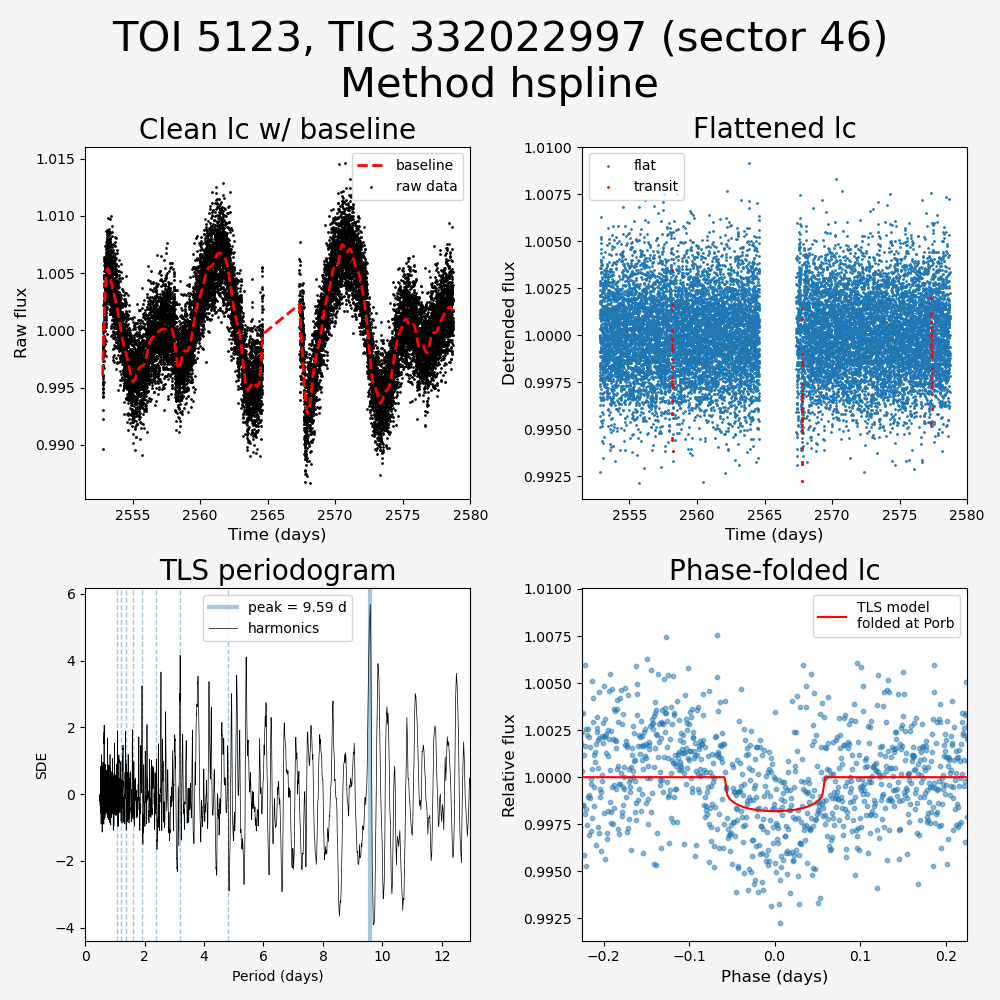 TOI 5123, TIC 332022997 (sector 46)
Method hspline
Clean lc w/ baseline
baseline
raw data
1.015
1.010
1.005
1.000
0.995
0.990
Raw flux
2555
2560
2565
2570
2575
2580
Time (days)
Flattened lc
flat
transit
1.0100
1.0075
1.0050
1.0025
1.0000
0.9975
0.9950
0.9925
Detrended flux
2555
2560
2565
2570
2575
2580
Time (days)
TLS periodogram
peak = 9.59 d
harmonics
6
4
2
0
−2
−4
SDE
0
2
4
6
8
10
12
Period (days)
Phase-folded lc
TLS model
folded at Porb
1.0100
1.0075
1.0050
1.0025
1.0000
0.9975
0.9950
0.9925
Relative flux
−0.2
−0.1
0.0
0.1
0.2
Phase (days)